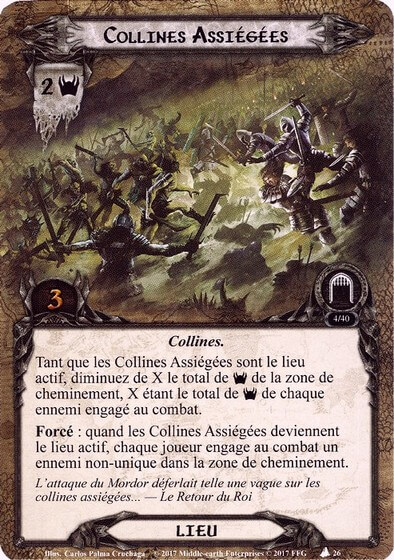 COLLINES ASSIÉGÉES
2
3
4/40
Collines.
Tant que les Collines Assiégées sont le lieu
actif, diminuez de X le total de de la zone de
cheminement, X étant le total de de chaque
ennemi engagé au combat.
Forcé : quand les Collines Assiégées deviennent
le lieu actif, chaque joueur engage au combat un
ennemi non-unique dans la zone de cheminement.
L'attaque du Mordor déferlait telle une vague sur les
collines assiégées... — Le Retour du Roi
LIEU
Illus. Carlos Palma Cruchaga © 2017 Middle-earth Enterprises © 2017 FFG 26